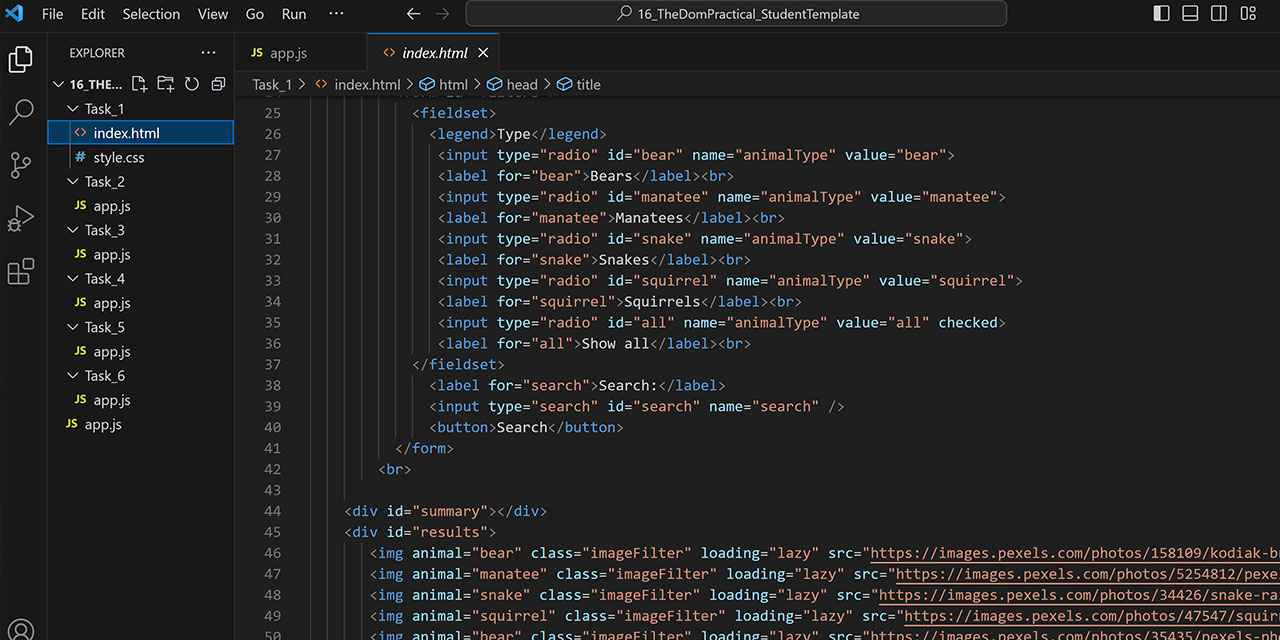 File Edit Selection View Go Run ··· 16_TheDomPractical_StudentTemplate
EXPLORER ···
16_THE...
Task_1
index.html
style.css
Task_2
JS app.js
Task_3
JS app.js
Task_4
JS app.js
Task_5
JS app.js
Task_6
JS app.js
JS app.js
JS app.js <> index.html
Task_1 > <> index.html > html > head > title
25 <fieldset>
26 <legend>Type</legend>
27 <input type="radio" id="bear" name="animalType" value="bear">
28 <label for="bear">Bears</label><br>
29 <input type="radio" id="manatee" name="animalType" value="manatee">
30 <label for="manatee">Manatees</label><br>
31 <input type="radio" id="snake" name="animalType" value="snake">
32 <label for="snake">Snakes</label><br>
33 <input type="radio" id="squirrel" name="animalType" value="squirrel">
34 <label for="squirrel">Squirrels</label><br>
35 <input type="radio" id="all" name="animalType" value="all" checked>
36 <label for="all">Show all</label><br>
37 </fieldset>
38 <label for="search">Search:</label>
39 <input type="search" id="search" name="search" />
40 <button>Search</button>
41 </form>
42 <br>
43
44 <div id="summary"></div>
45 <div id="results">
46 <img animal="bear" class="imageFilter" loading="lazy" src="https://images.pexels.com/photos/158109/kodiak-b
47 <img animal="manatee" class="imageFilter" loading="lazy" src="https://images.pexels.com/photos/5254812/pexe
48 <img animal="snake" class="imageFilter" loading="lazy" src="https://images.pexels.com/photos/34426/snake-ra
49 <img animal="squirrel" class="imageFilter" loading="lazy" src="https://images.pexels.com/photos/47547/squir
50 <img animal="bear" class="imageFilter" loading="lazy" src="https://images.pexels.com/photos/35435/pexels-p